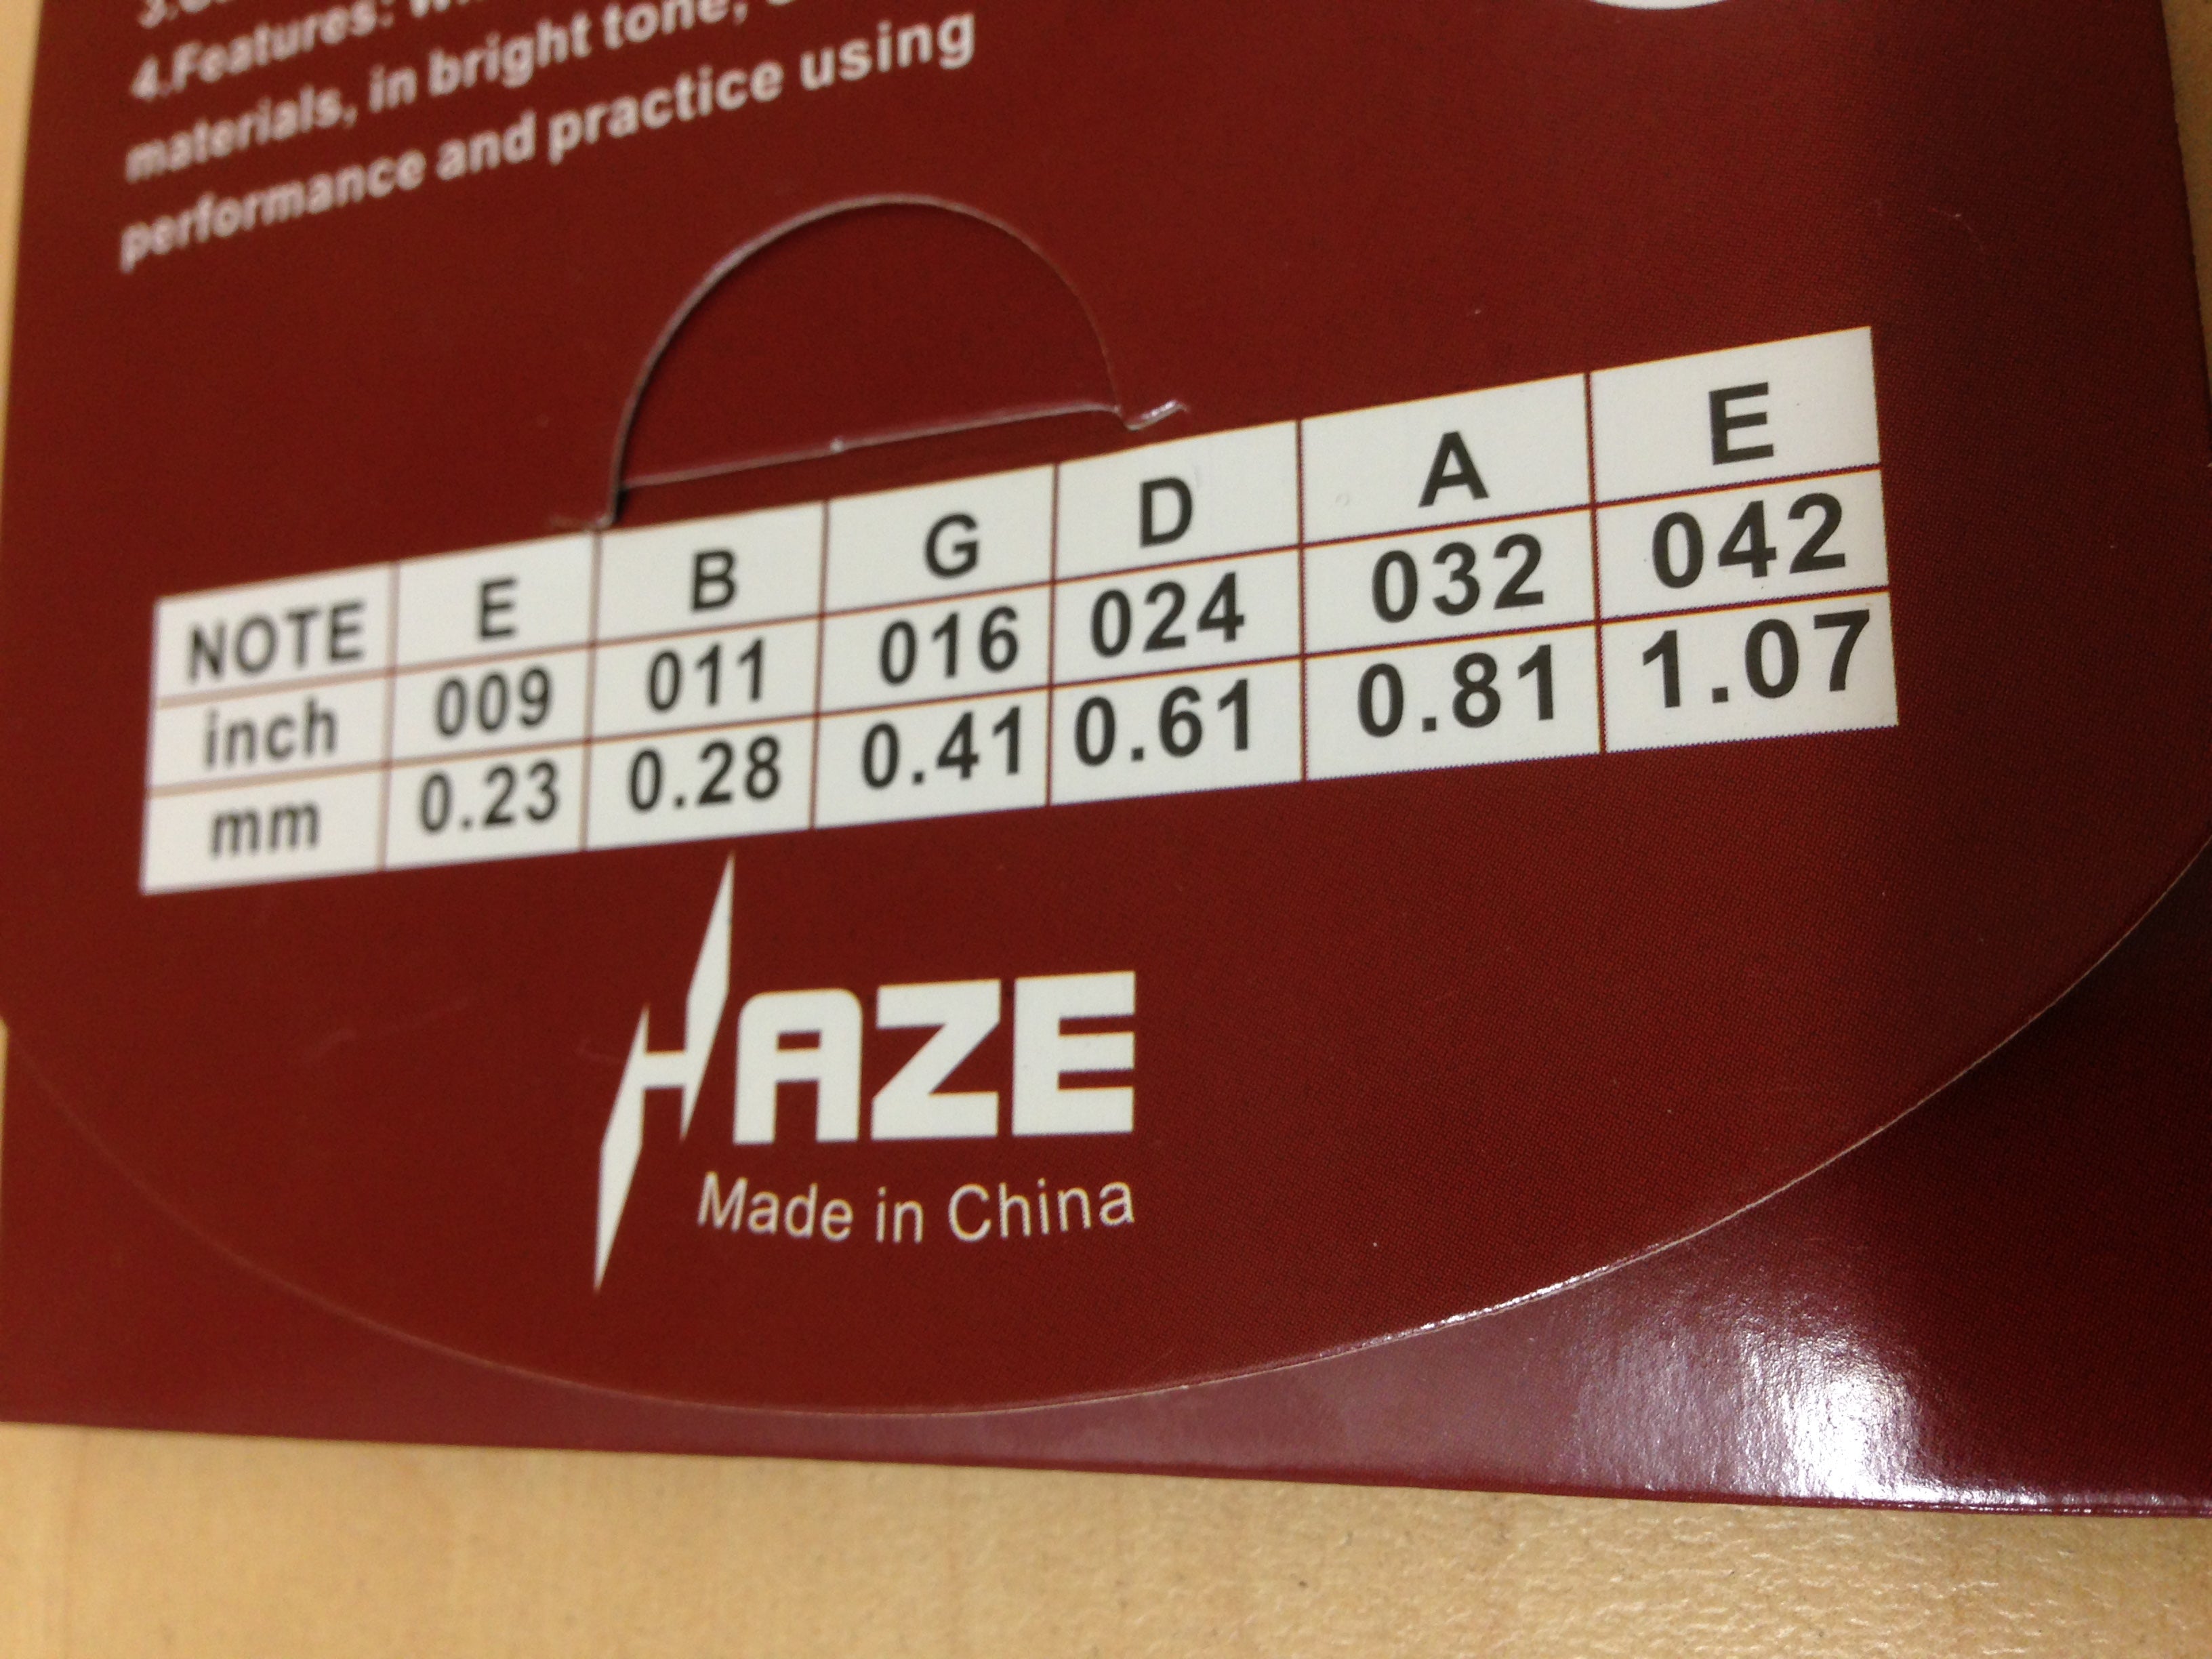 4.Features:
materials, in bright tone,
performance and practice using
NOTE E B G D A E
inch 009 011 016 024 032 042
mm 0.23 0.28 0.41 0.61 0.81 1.07
HAZE
Made in China